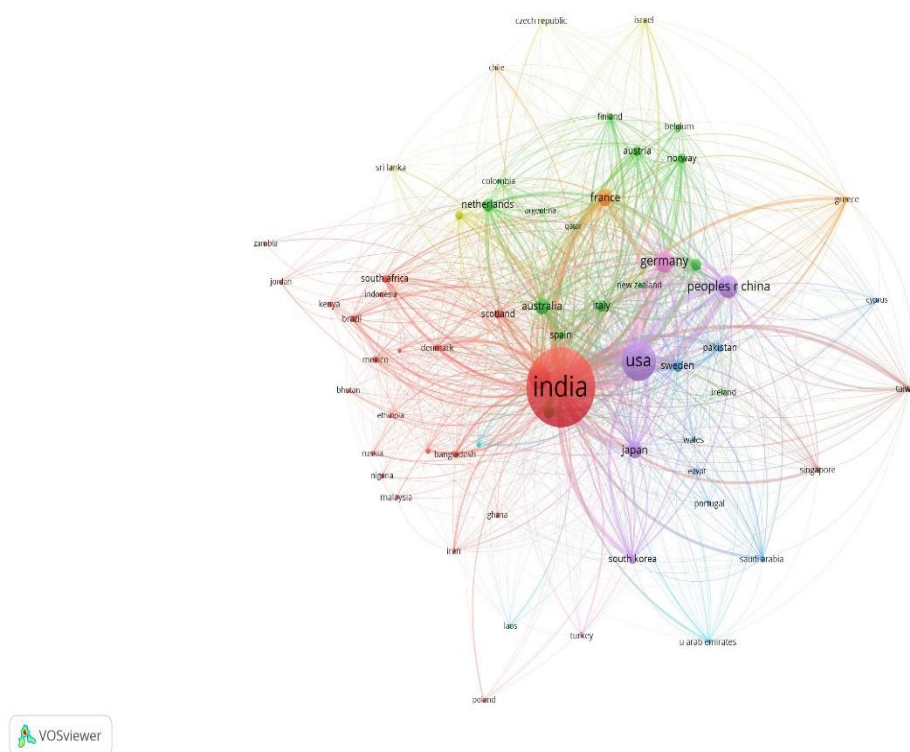 czech republic
israel
chile
finland
belgium
austria
norway
sri lanka
colombia
france
netherlands
argentina
greece
qatar
zambia
germany
south africa
jordan
new zealand
peoples r china
indonesia
kenya
australia
italy
cyprus
brazil
scotland
spain
denmark
pakistan
mexico
usa
sweden
india
bhutan
ireland
taiw
ethiopia
wales
russia
bangladesh
japan
nigeria
egypt
singapore
malaysia
portugal
ghana
iran
south korea
saudi arabia
laos
turkey
u arab emirates
poland
VOSviewer